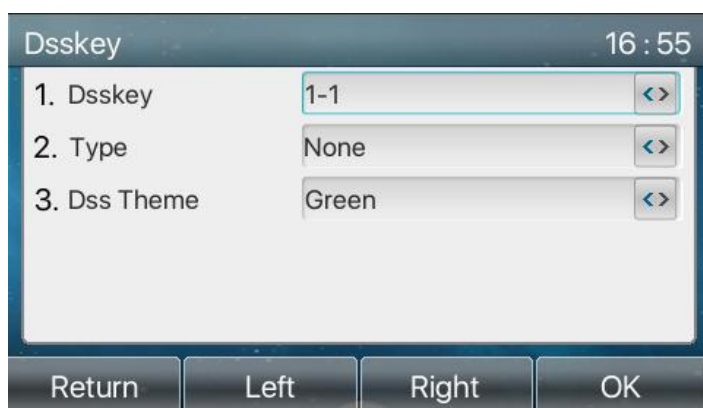 Dsskey 16 : 55
1. Dsskey 1-1 <>
2. Type None <>
3. Dss Theme Green <>
Return Left Right OK